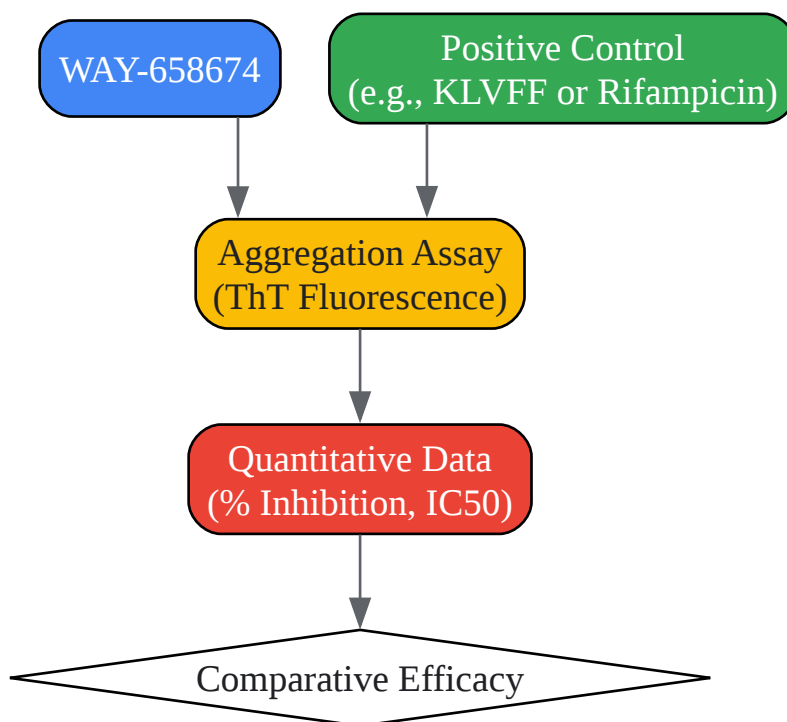 WAY-658674
Positive Control
(e.g., KLVFF or Rifampicin)
Aggregation Assay
(ThT Fluorescence)
Quantitative Data
(% Inhibition, IC50)
Comparative Efficacy